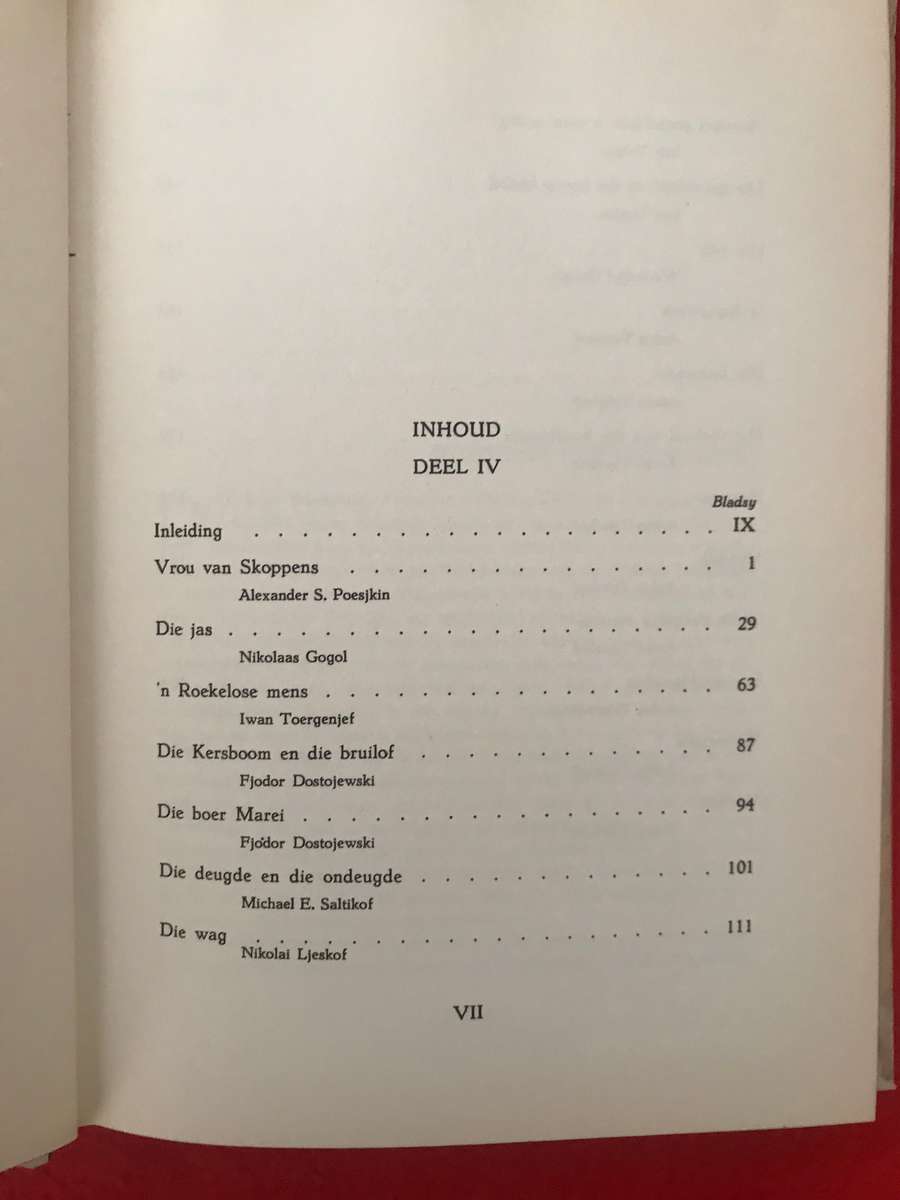 INHOUD
DEEL IV
Bladsy
Inleiding . . . . . . . . . . . . . . . . . . . . IX
Vrou van Skoppens . . . . . . . . . . . . . . . . 1
Alexander S. Poesjkin
Die jas . . . . . . . . . . . . . . . . . . . . . 29
Nikolaas Gogol
'n Roekelose mens . . . . . . . . . . . . . . . . . 63
Iwan Toergenjef
Die Kersboom en die bruilof . . . . . . . . . . . . . 87
Fjodor Dostojewski
Die boer Marei . . . . . . . . . . . . . . . . . . 94
Fjodor Dostojewski
Die deugde en die ondeugde . . . . . . . . . . . . . 101
Michael E. Saltikof
Die wag . . . . . . . . . . . . . . . . . . . . 111
Nikolai Ljeskof
VII